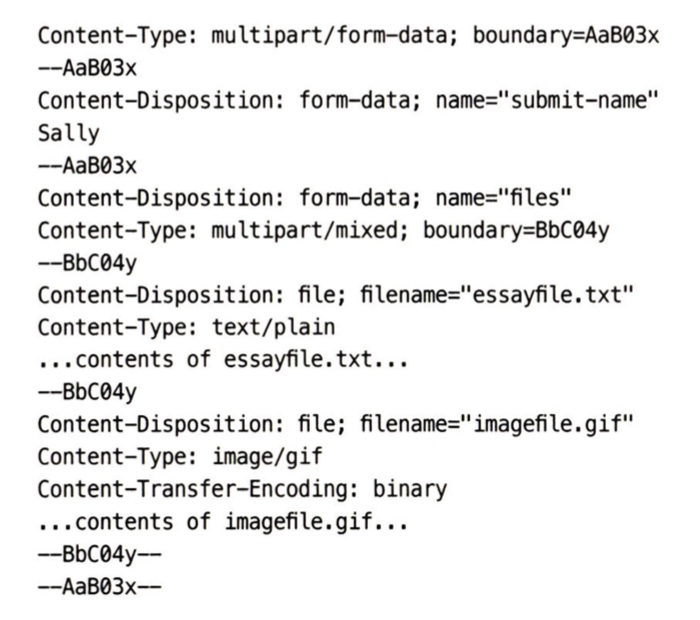 Content-Type: multipart/form-data; boundary=AaB03x
--AaB03x
Content-Disposition: form-data; name="submit-name"
Sally
--AaB03x
Content-Disposition: form-data; name="files"
Content-Type: multipart/mixed; boundary=BbC04y
--BbC04y
Content-Disposition: file; filename="essayfile.txt"
Content-Type: text/plain
...contents of essayfile.txt...
--BbC04y
Content-Disposition: file; filename="imagefile.gif"
Content-Type: image/gif
Content-Transfer-Encoding: binary
...contents of imagefile.gif...
--BbC04y--
--AaB03x--